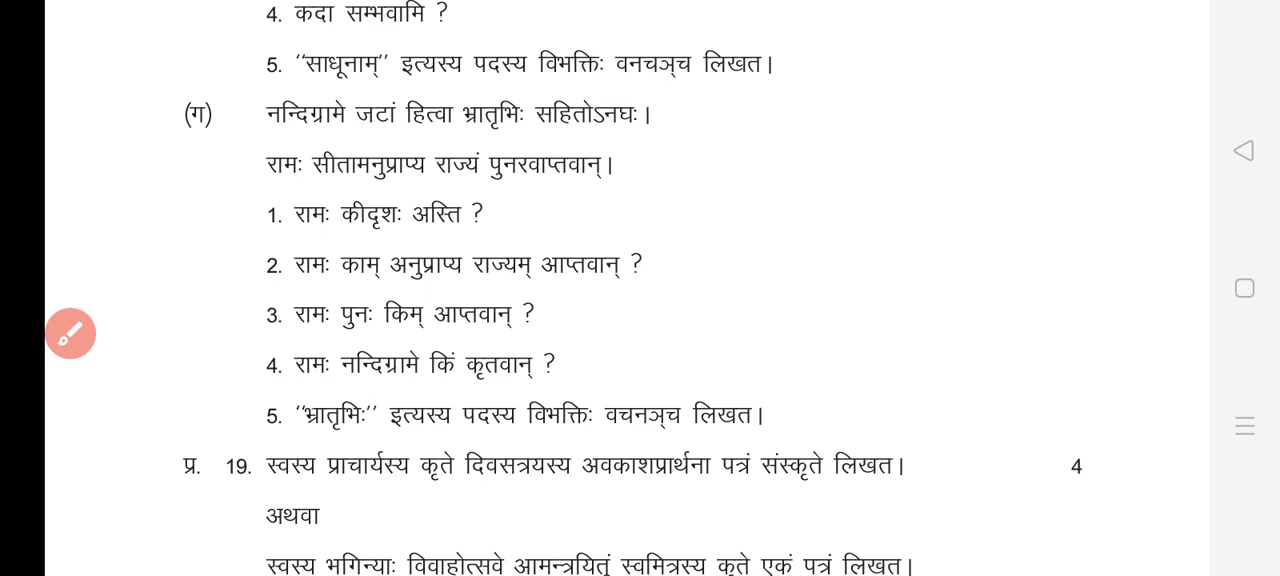 4. कदा सम्भवामि ?
5. ‘‘साधूनाम्’’ इत्यस्य पदस्य विभक्तिः वनचञ्च लिखत।
(ग) नन्दिग्रामे जटां हित्वा भ्रातृभिः सहितोऽनघः।
रामः सीतामनुप्राप्य राज्यं पुनरवाप्तवान्।
1. रामः कीदृशः अस्ति ?
2. रामः काम् अनुप्राप्य राज्यम् आप्तवान् ?
3. रामः पुनः किम् आप्तवान् ?
4. रामः नन्दिग्रामे किं कृतवान् ?
5. ‘‘भ्रातृभिः’’ इत्यस्य पदस्य विभक्तिः वचनञ्च लिखत।
प्र. 19. स्वस्य प्राचार्यस्य कृते दिवसत्रयस्य अवकाशप्रार्थना पत्रं संस्कृते लिखत। 4
अथवा
स्वस्य भगिन्याः विवाहोत्सवे आमन्त्रयितुं स्वमित्रस्य कृते एकं पत्रं लिखत।